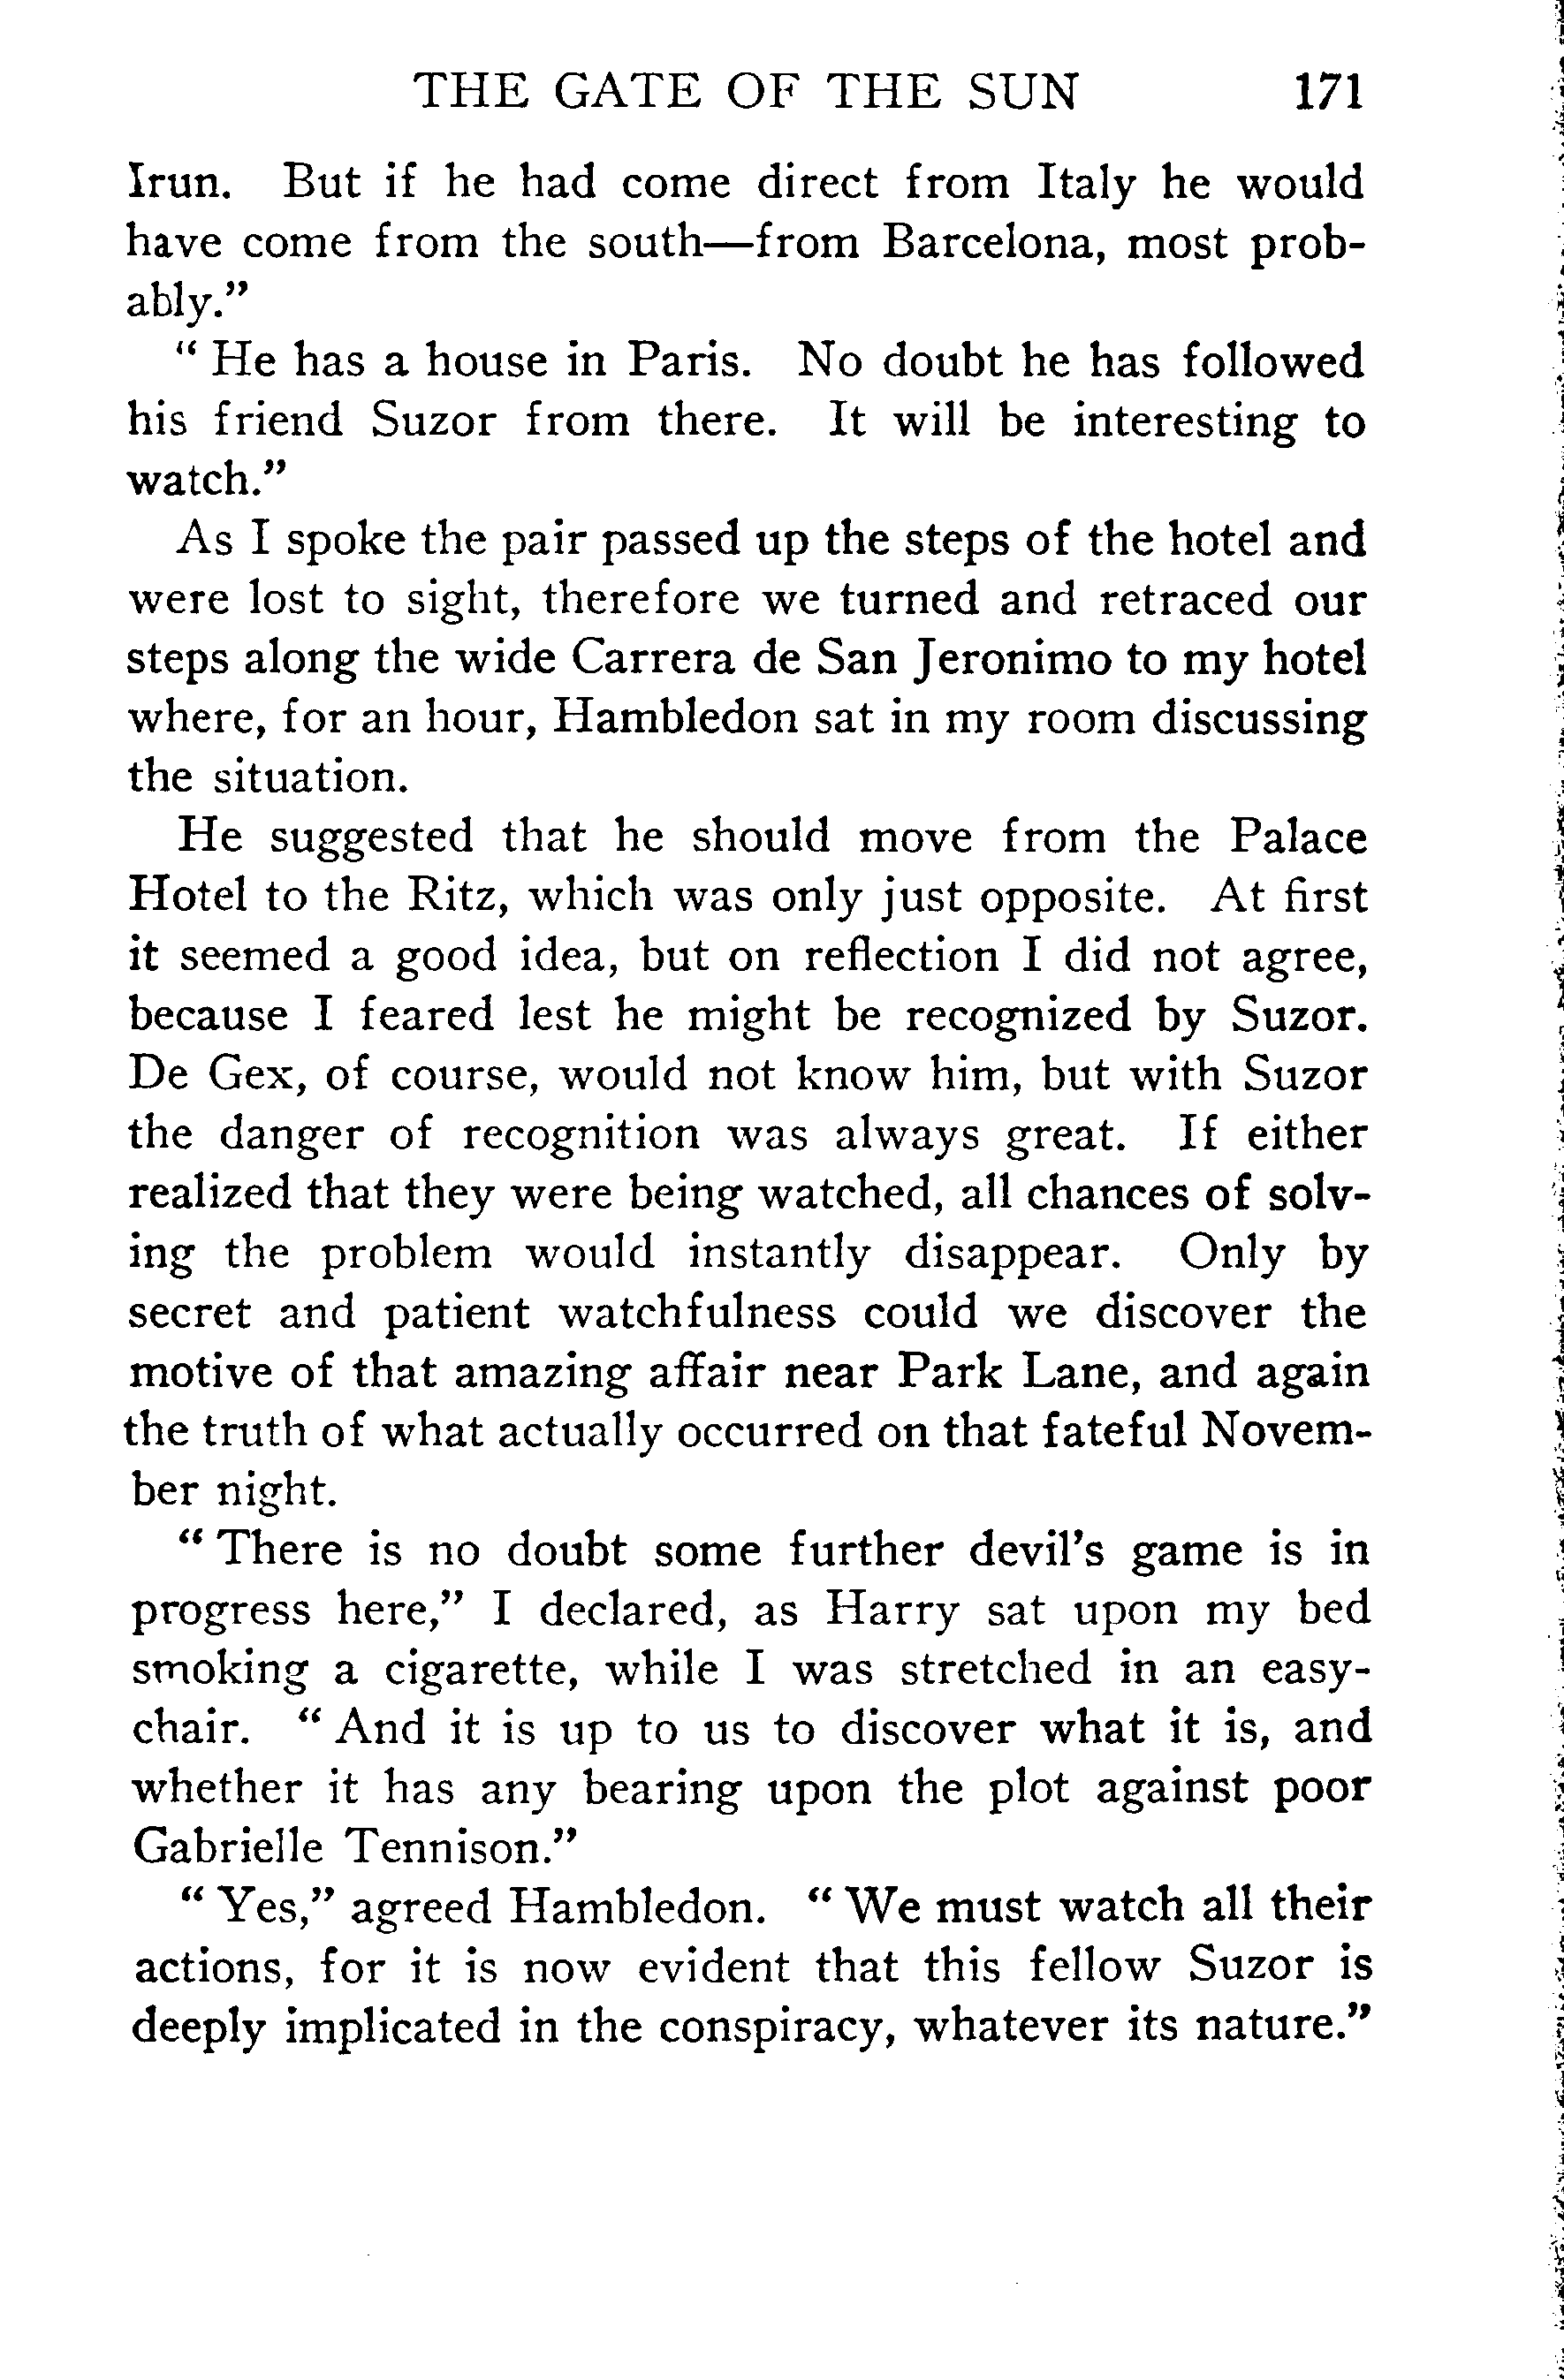 THE GATE OF THE SUN 171
Irun. But if he had come direct from Italy he would
have come from the south—from Barcelona, most prob-
ably.”
“ He has a house in Paris. No doubt he has followed
his friend Suzor from there. It will be interesting to
watch.”
As I spoke the pair passed up the steps of the hotel and
were lost to sight, therefore we turned and retraced our
steps along the wide Carrera de San Jeronimo to my hotel
where, for an hour, Hambledon sat in my room discussing
the situation.
He suggested that he should move from the Palace
Hotel to the Ritz, which was only just opposite. At first
it seemed a good idea, but on reflection I did not agree,
because I feared lest he might be recognized by Suzor.
De Gex, of course, would not know him, but with Suzor
the danger of recognition was always great. If either
realized that they were being watched, all chances of solv-
ing the problem would instantly disappear. Only by
secret and patient watchfulness could we discover the
motive of that amazing affair near Park Lane, and again
the truth of what actually occurred on that fateful Novem-
ber night.
“ There is no doubt some further devil’s game is in
progress here,” I declared, as Harry sat upon my bed
smoking a cigarette, while I was stretched in an easy-
chair. “ And it is up to us to discover what it is, and
whether it has any bearing upon the plot against poor
Gabrielle Tennison.”
“ Yes,” agreed Hambledon. “ We must watch all their
actions, for it is now evident that this fellow Suzor is
deeply implicated in the conspiracy, whatever its nature.”